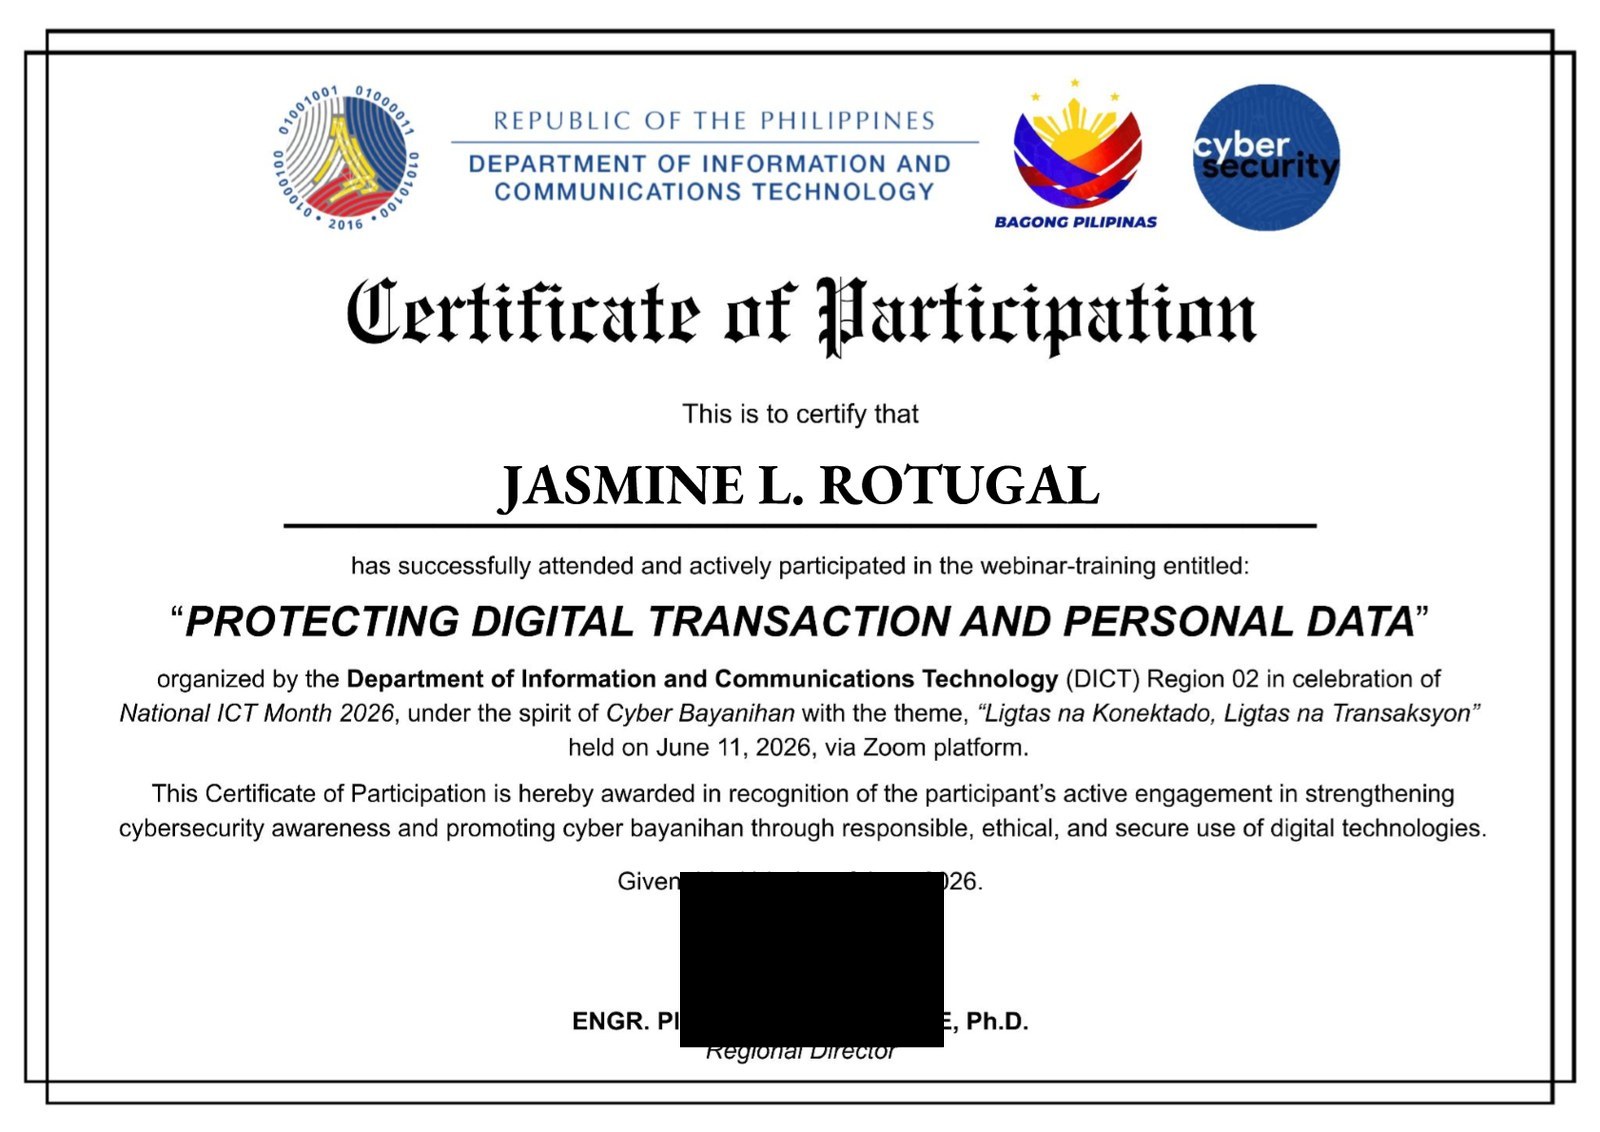 01001001 01000011 01010100 01000100 • 2016 •
REPUBLIC OF THE PHILIPPINES
DEPARTMENT OF INFORMATION AND
COMMUNICATIONS TECHNOLOGY
BAGONG PILIPINAS
cyber
security
Certificate of Participation
This is to certify that
JASMINE L. ROTUGAL
has successfully attended and actively participated in the webinar-training entitled:
“PROTECTING DIGITAL TRANSACTION AND PERSONAL DATA”
organized by the Department of Information and Communications Technology (DICT) Region 02 in celebration of
National ICT Month 2026, under the spirit of Cyber Bayanihan with the theme, “Ligtas na Konektado, Ligtas na Transaksyon”
held on June 11, 2026, via Zoom platform.
This Certificate of Participation is hereby awarded in recognition of the participant’s active engagement in strengthening
cybersecurity awareness and promoting cyber bayanihan through responsible, ethical, and secure use of digital technologies.
Given
ENGR. Ph.D.
Regional Director